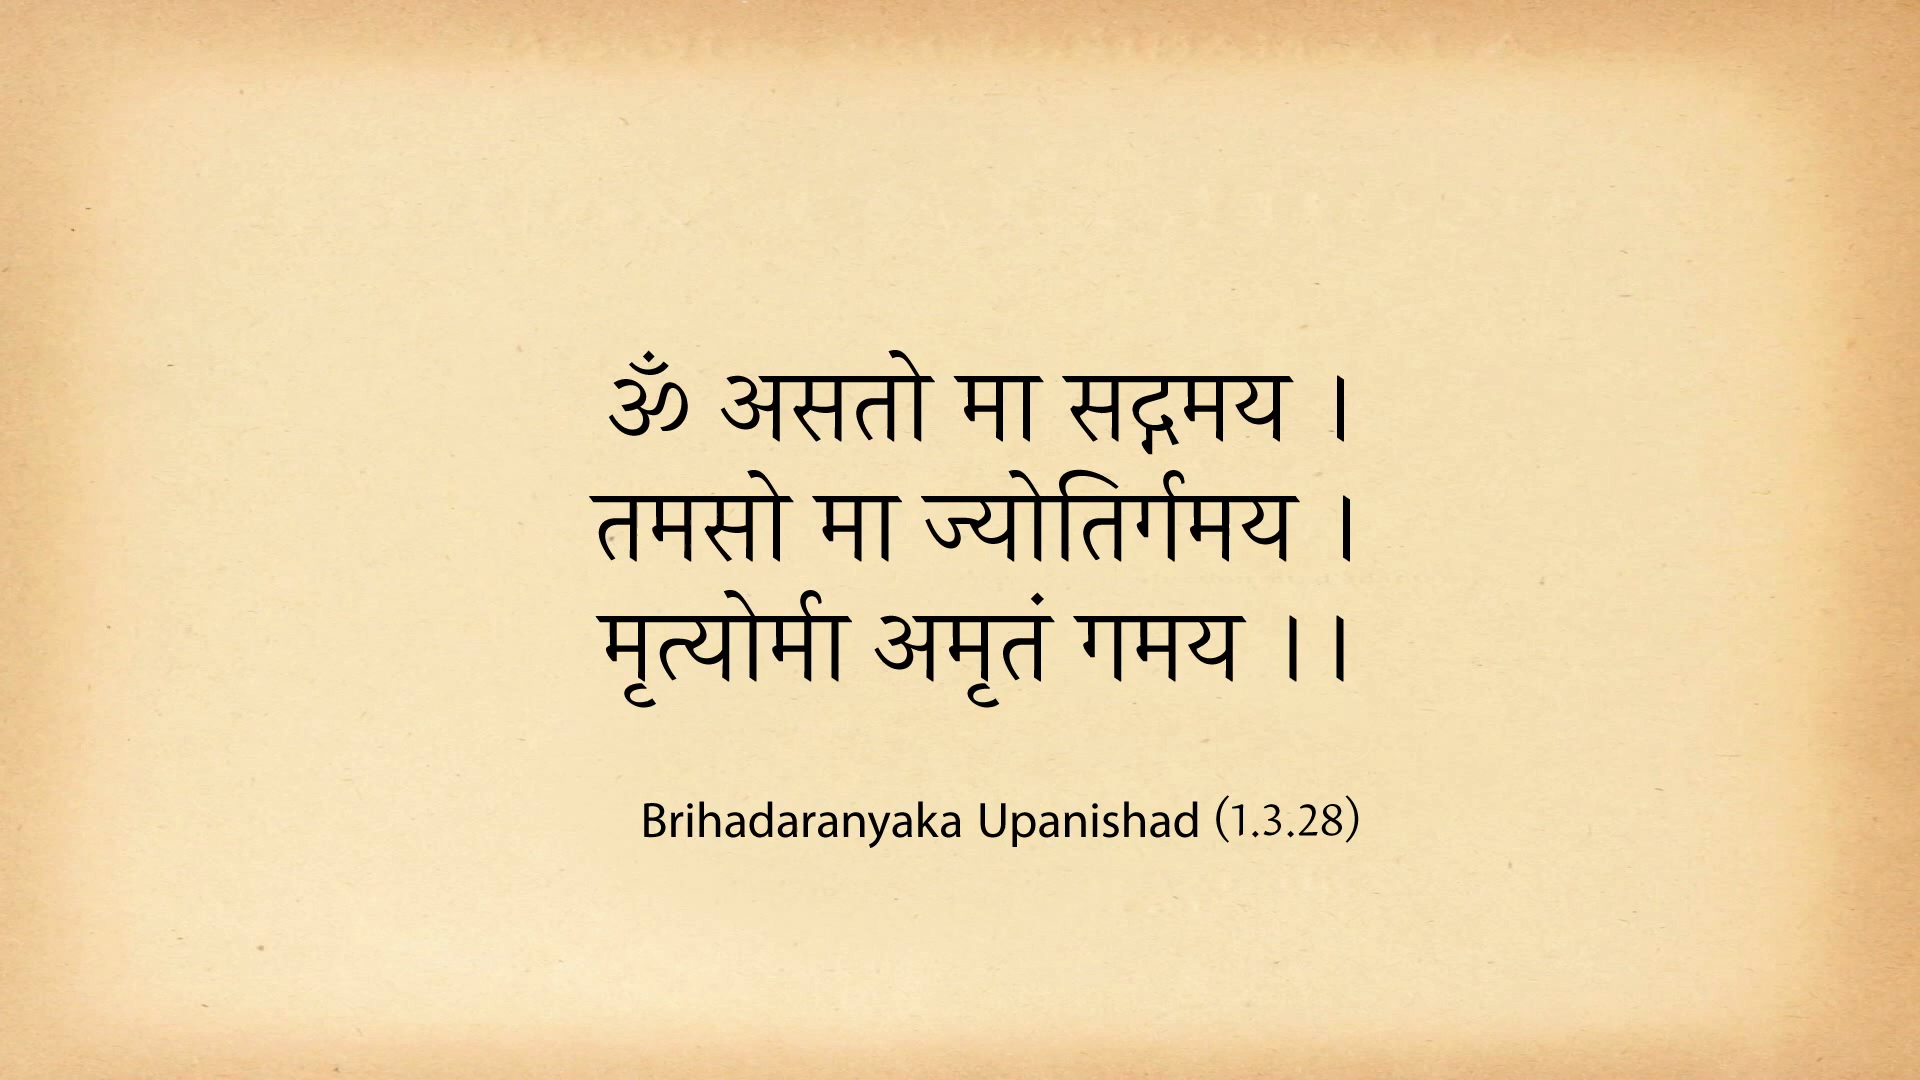 ॐ असतो मा सद्गमय ।
तमसो मा ज्योतिर्गमय ।
मृत्योर्मा अमृतं गमय ।।
Brihadaranyaka Upanishad (1.3.28)